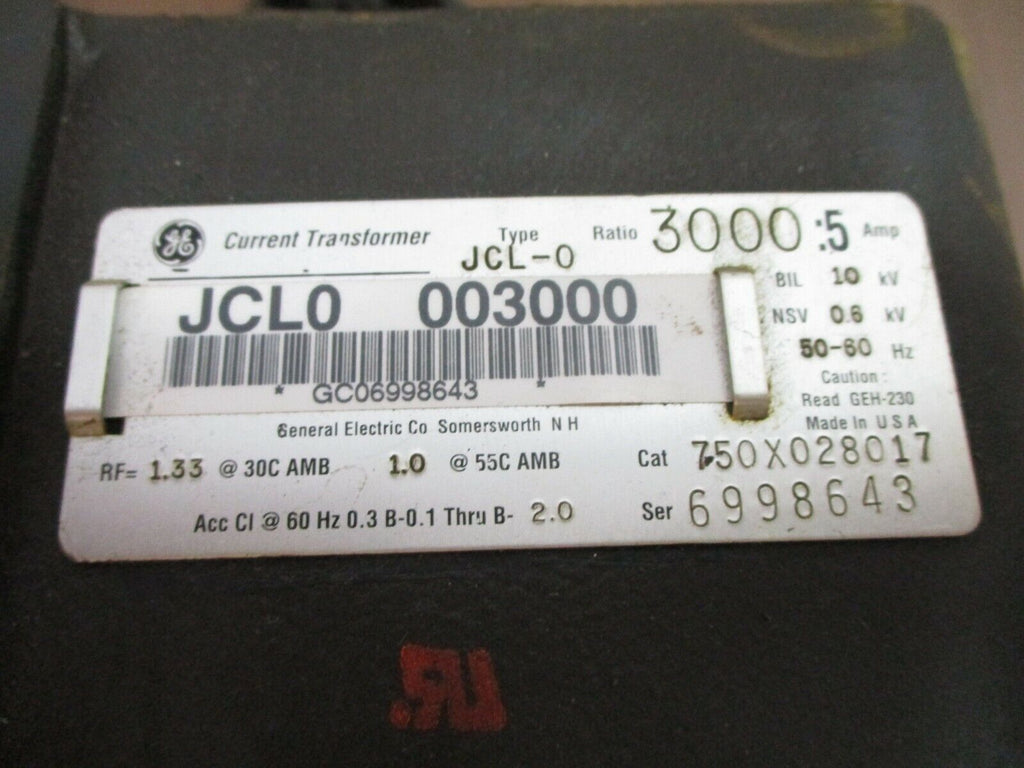 GE Current Transformer Type JCL-0 Ratio 3000 :5 Amp
JCL0 003000
* GC06998643 *
BIL 10 kV
NSV 0.6 kV
50-60 Hz
Caution:
Read GEH-230
Made In U S A
General Electric Co Somersworth N H
RF= 1.33 @ 30C AMB 1.0 @ 55C AMB
Cat 750X028017
Acc Cl @ 60 Hz 0.3 B-0.1 Thru B- 2.0
Ser 6998643